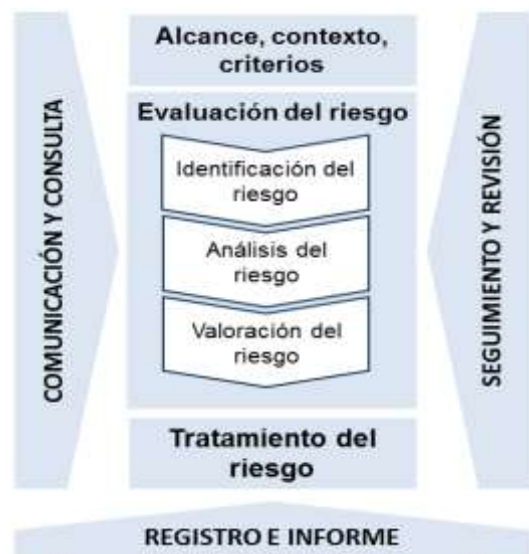 Alcance, contexto,
criterios
Evaluación del riesgo
Identificación del
riesgo
Análisis del
riesgo
Valoración del
riesgo
Tratamiento del
riesgo
COMUNICACIÓN Y CONSULTA
SEGUIMIENTO Y REVISIÓN
REGISTRO E INFORME